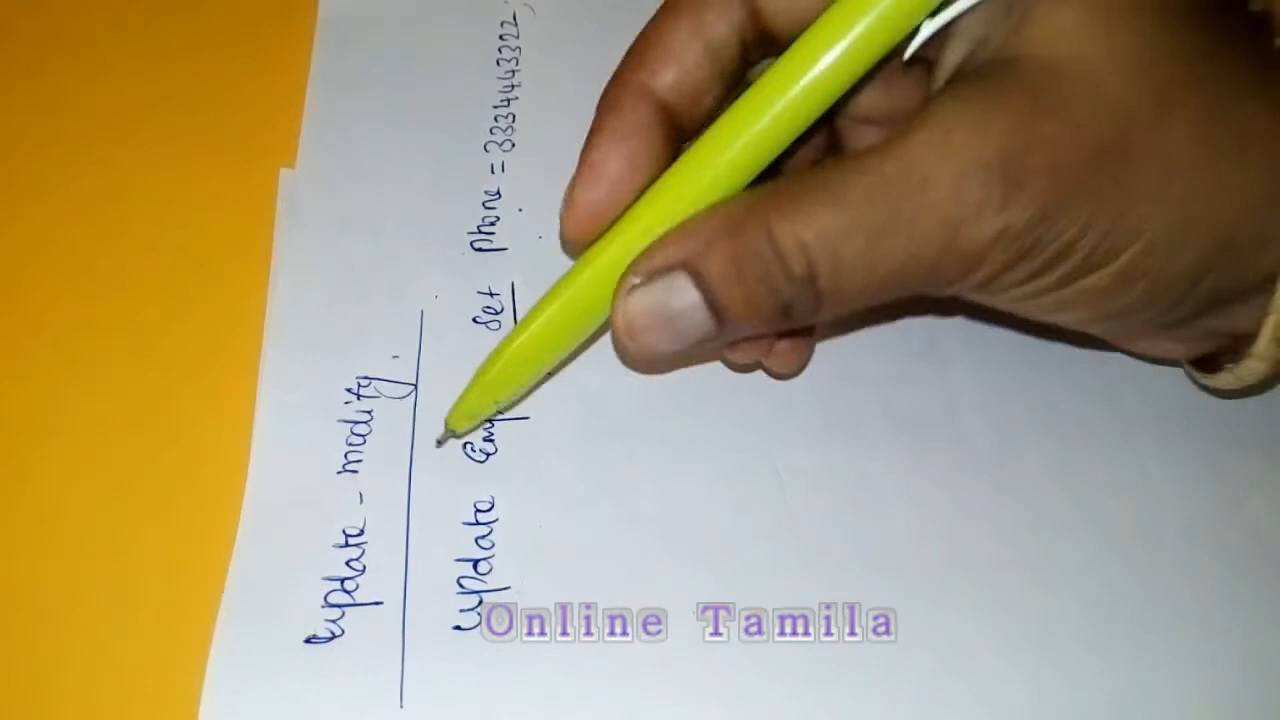 Update - modify.
Update Emp Set Phone = 3334443322;
Online Tamila